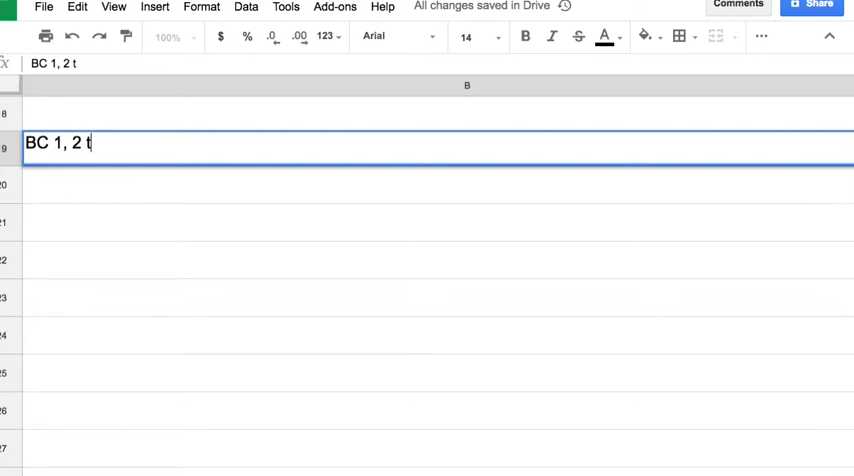 File Edit View Insert Format Data Tools Add-ons Help All changes saved in Drive Comments Share
100% $ % .0 .00 123 Arial 14 B I S A
fx BC 1, 2 t
B
8
9 BC 1, 2 t
20
21
22
23
24
25
26
27